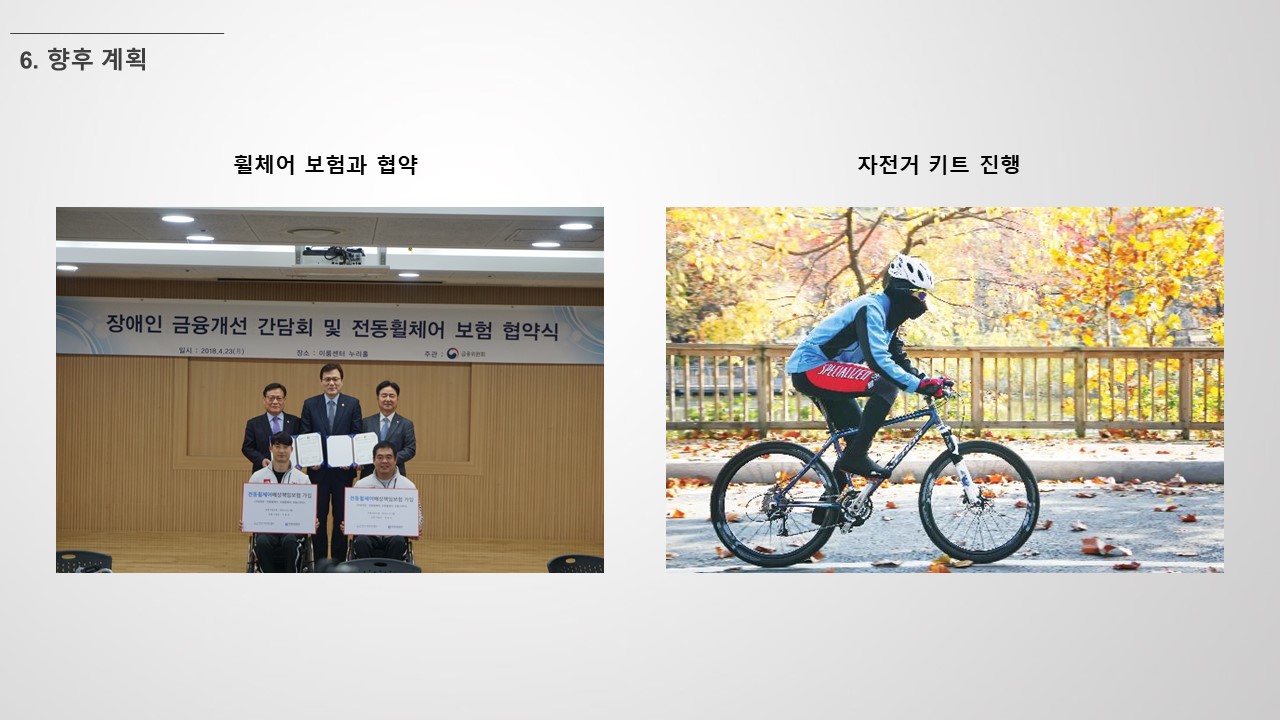 6. 향후 계획
휠체어 보험과 협약
자전거 키트 진행
장애인 금융개선 간담회 및 전동휠체어 보험 협약식
일시 : 2018.4.23(月) 장소 : 이룸센터 누리홀 주관 : 금융위원회
전동휠체어배상책임보험 가입
전동휠체어배상책임보험 가입
SPECIALIZED